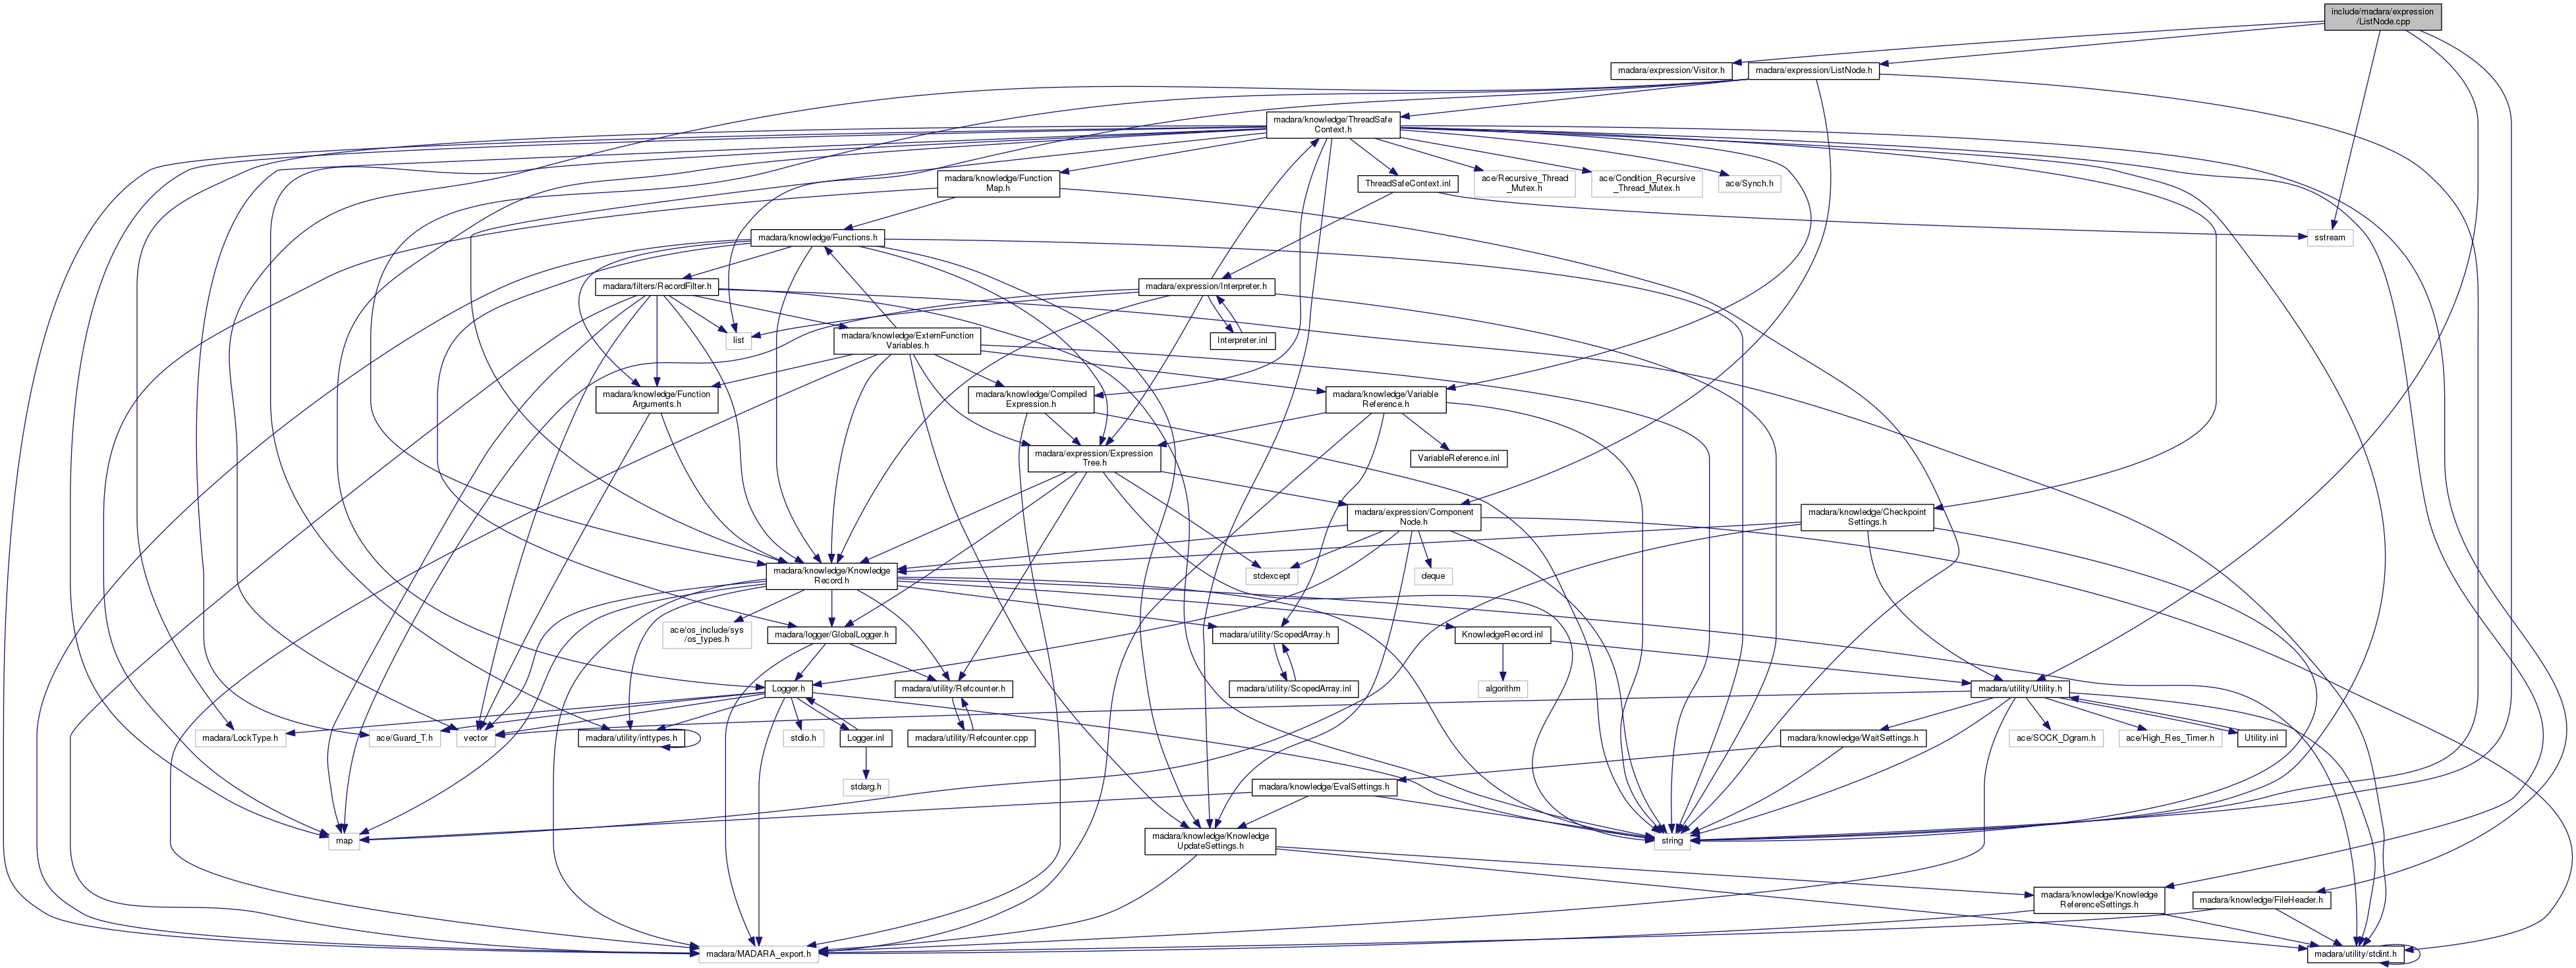 include/madara/expression
/ListNode.cpp
madara/expression/Visitor.h
madara/expression/ListNode.h
madara/knowledge/ThreadSafe
Context.h
madara/knowledge/Function
Map.h
ThreadSafeContext.inl
ace/Recursive_Thread
_Mutex.h
ace/Condition_Recursive
_Thread_Mutex.h
ace/Synch.h
madara/knowledge/Functions.h
sstream
madara/filters/RecordFilter.h
madara/expression/Interpreter.h
list
madara/knowledge/ExternFunction
Variables.h
Interpreter.inl
madara/knowledge/Function
Arguments.h
madara/knowledge/Compiled
Expression.h
madara/knowledge/Variable
Reference.h
madara/expression/Expression
Tree.h
VariableReference.inl
madara/expression/Component
Node.h
madara/knowledge/Checkpoint
Settings.h
madara/knowledge/Knowledge
Record.h
stdexcept
deque
ace/os_include/sys
/os_types.h
madara/logger/GlobalLogger.h
madara/utility/ScopedArray.h
KnowledgeRecord.inl
Logger.h
madara/utility/Refcounter.h
madara/utility/ScopedArray.inl
algorithm
madara/utility/Utility.h
madara/LockType.h
ace/Guard_T.h
vector
madara/utility/inttypes.h
stdio.h
Logger.inl
madara/utility/Refcounter.cpp
madara/knowledge/WaitSettings.h
ace/SOCK_Dgram.h
ace/High_Res_Timer.h
Utility.inl
stdarg.h
madara/knowledge/EvalSettings.h
map
madara/knowledge/Knowledge
UpdateSettings.h
string
madara/knowledge/Knowledge
ReferenceSettings.h
madara/knowledge/FileHeader.h
madara/MADARA_export.h
madara/utility/stdint.h